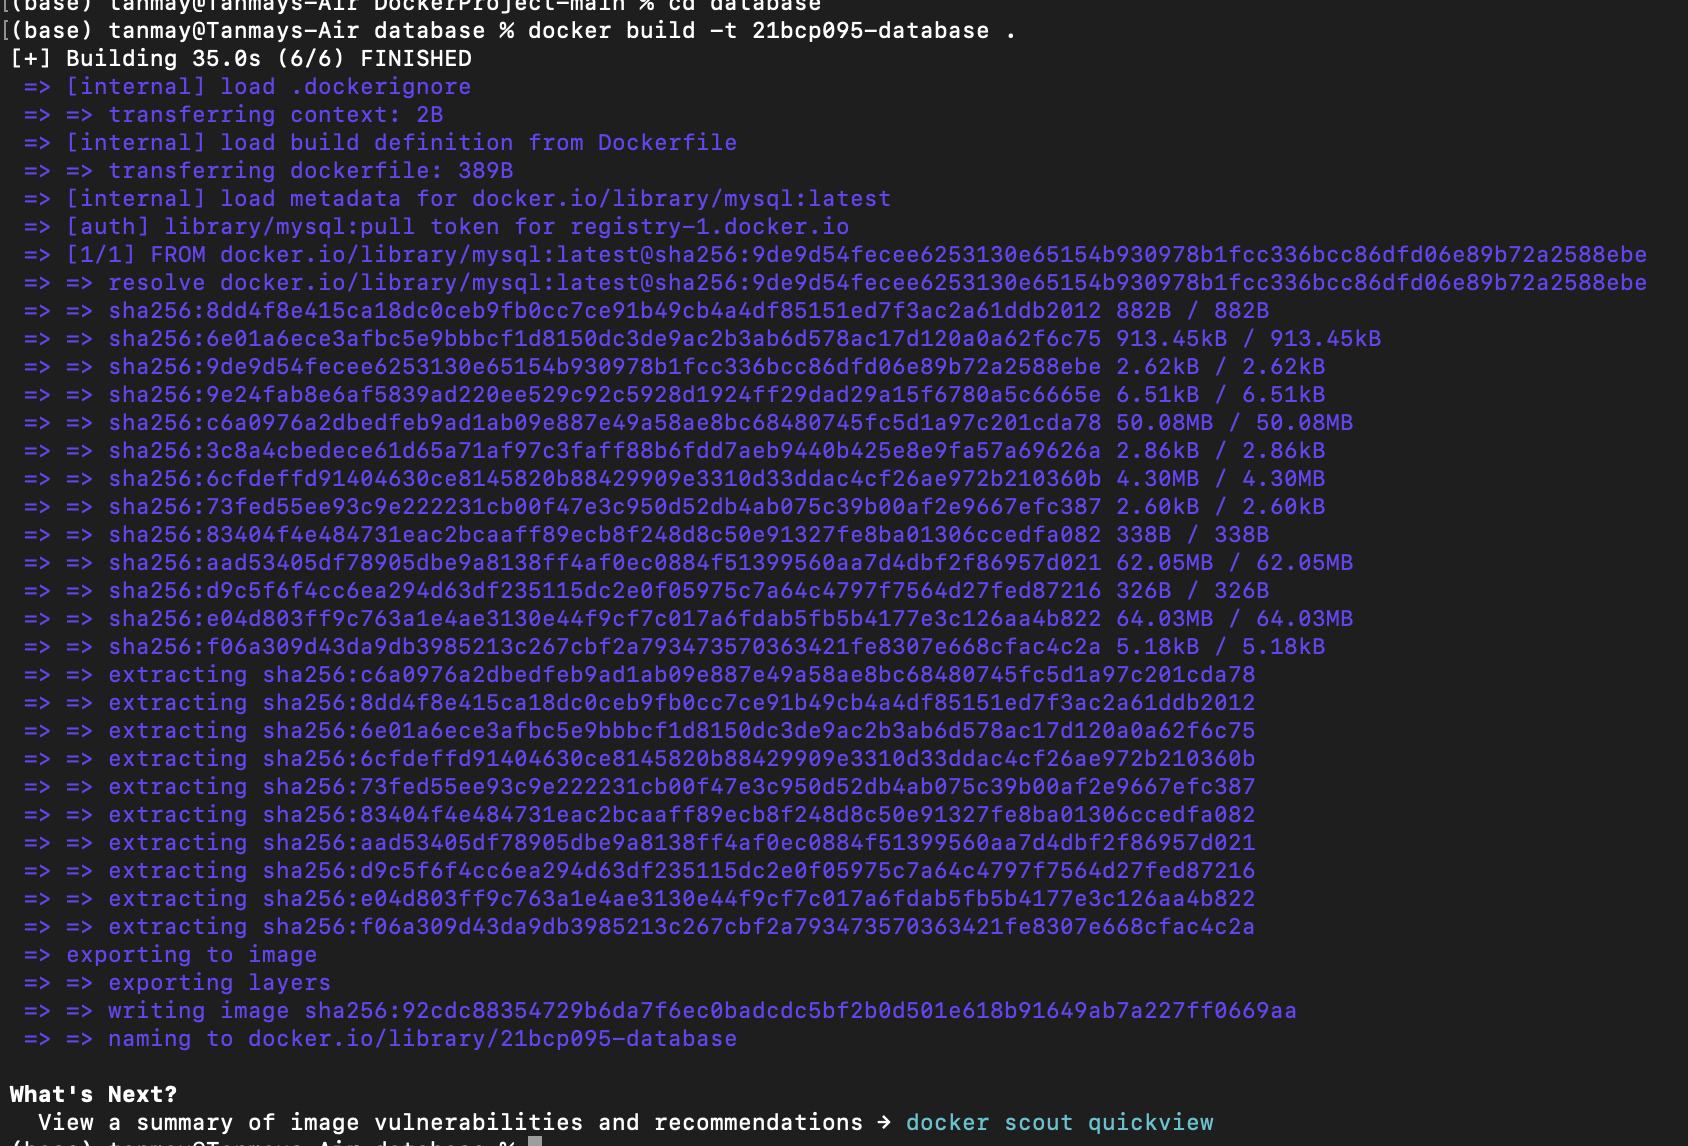 [(base) tanmay@Tanmays-Air DockerProject-main % cd database
[(base) tanmay@Tanmays-Air database % docker build -t 21bcp095-database .
[+] Building 35.0s (6/6) FINISHED
=> [internal] load .dockerignore
=> => transferring context: 2B
=> [internal] load build definition from Dockerfile
=> => transferring dockerfile: 389B
=> [internal] load metadata for docker.io/library/mysql:latest
=> [auth] library/mysql:pull token for registry-1.docker.io
=> [1/1] FROM docker.io/library/mysql:latest@sha256:9de9d54fecee6253130e65154b930978b1fcc336bcc86dfd06e89b72a2588ebe
=> => resolve docker.io/library/mysql:latest@sha256:9de9d54fecee6253130e65154b930978b1fcc336bcc86dfd06e89b72a2588ebe
=> => sha256:8dd4f8e415ca18dc0ceb9fb0cc7ce91b49cb4a4df85151ed7f3ac2a61ddb2012 882B / 882B
=> => sha256:6e01a6ece3afbc5e9bbbcf1d8150dc3de9ac2b3ab6d578ac17d120a0a62f6c75 913.45kB / 913.45kB
=> => sha256:9de9d54fecee6253130e65154b930978b1fcc336bcc86dfd06e89b72a2588ebe 2.62kB / 2.62kB
=> => sha256:9e24fab8e6af5839ad220ee529c92c5928d1924ff29dad29a15f6780a5c6665e 6.51kB / 6.51kB
=> => sha256:c6a0976a2dbedfeb9ad1ab09e887e49a58ae8bc68480745fc5d1a97c201cda78 50.08MB / 50.08MB
=> => sha256:3c8a4cbedece61d65a71af97c3faff88b6fdd7aeb9440b425e8e9fa57a69626a 2.86kB / 2.86kB
=> => sha256:6cfdeffd91404630ce8145820b88429909e3310d33ddac4cf26ae972b210360b 4.30MB / 4.30MB
=> => sha256:73fed55ee93c9e222231cb00f47e3c950d52db4ab075c39b00af2e9667efc387 2.60kB / 2.60kB
=> => sha256:83404f4e484731eac2bcaaff89ecb8f248d8c50e91327fe8ba01306ccedfa082 338B / 338B
=> => sha256:aad53405df78905dbe9a8138ff4af0ec0884f51399560aa7d4dbf2f86957d021 62.05MB / 62.05MB
=> => sha256:d9c5f6f4cc6ea294d63df235115dc2e0f05975c7a64c4797f7564d27fed87216 326B / 326B
=> => sha256:e04d803ff9c763a1e4ae3130e44f9cf7c017a6fdab5fb5b4177e3c126aa4b822 64.03MB / 64.03MB
=> => sha256:f06a309d43da9db3985213c267cbf2a793473570363421fe8307e668cfac4c2a 5.18kB / 5.18kB
=> => extracting sha256:c6a0976a2dbedfeb9ad1ab09e887e49a58ae8bc68480745fc5d1a97c201cda78
=> => extracting sha256:8dd4f8e415ca18dc0ceb9fb0cc7ce91b49cb4a4df85151ed7f3ac2a61ddb2012
=> => extracting sha256:6e01a6ece3afbc5e9bbbcf1d8150dc3de9ac2b3ab6d578ac17d120a0a62f6c75
=> => extracting sha256:6cfdeffd91404630ce8145820b88429909e3310d33ddac4cf26ae972b210360b
=> => extracting sha256:73fed55ee93c9e222231cb00f47e3c950d52db4ab075c39b00af2e9667efc387
=> => extracting sha256:83404f4e484731eac2bcaaff89ecb8f248d8c50e91327fe8ba01306ccedfa082
=> => extracting sha256:aad53405df78905dbe9a8138ff4af0ec0884f51399560aa7d4dbf2f86957d021
=> => extracting sha256:d9c5f6f4cc6ea294d63df235115dc2e0f05975c7a64c4797f7564d27fed87216
=> => extracting sha256:e04d803ff9c763a1e4ae3130e44f9cf7c017a6fdab5fb5b4177e3c126aa4b822
=> => extracting sha256:f06a309d43da9db3985213c267cbf2a793473570363421fe8307e668cfac4c2a
=> exporting to image
=> => exporting layers
=> => writing image sha256:92cdc88354729b6da7f6ec0badcdc5bf2b0d501e618b91649ab7a227ff0669aa
=> => naming to docker.io/library/21bcp095-database
What's Next?
View a summary of image vulnerabilities and recommendations → docker scout quickview
(base) tanmay@Tanmays-Air database %